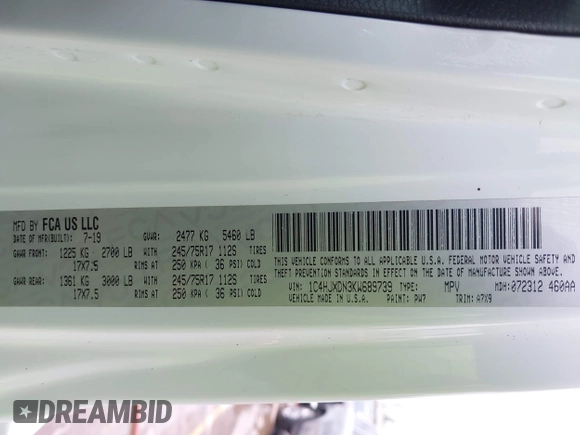 MFD BY FCA US LLC
DATE OF MFR(BUILT): 7-19 GVWR: 2477 KG 5460 LB
GAWR FRONT: 1225 KG 2700 LB WITH 245/75R17 112S TIRES
17X7.5 RIMS AT 250 KPA ( 36 PSI) COLD
GAWR REAR: 1361 KG 3000 LB WITH 245/75R17 112S TIRES
17X7.5 RIMS AT 250 KPA ( 36 PSI) COLD
THIS VEHICLE CONFORMS TO ALL APPLICABLE U.S.A. FEDERAL MOTOR VEHICLE SAFETY AND
THEFT PREVENTION STANDARDS IN EFFECT ON THE DATE OF MANUFACTURE SHOWN ABOVE.
VIN: 1C4HJXDN3KW689739 TYPE: MPV MDH: 072312 460AA
VEHICLE MADE IN U.S.A. PAINT: PW7 TRIM: A7X9
DREAMBID